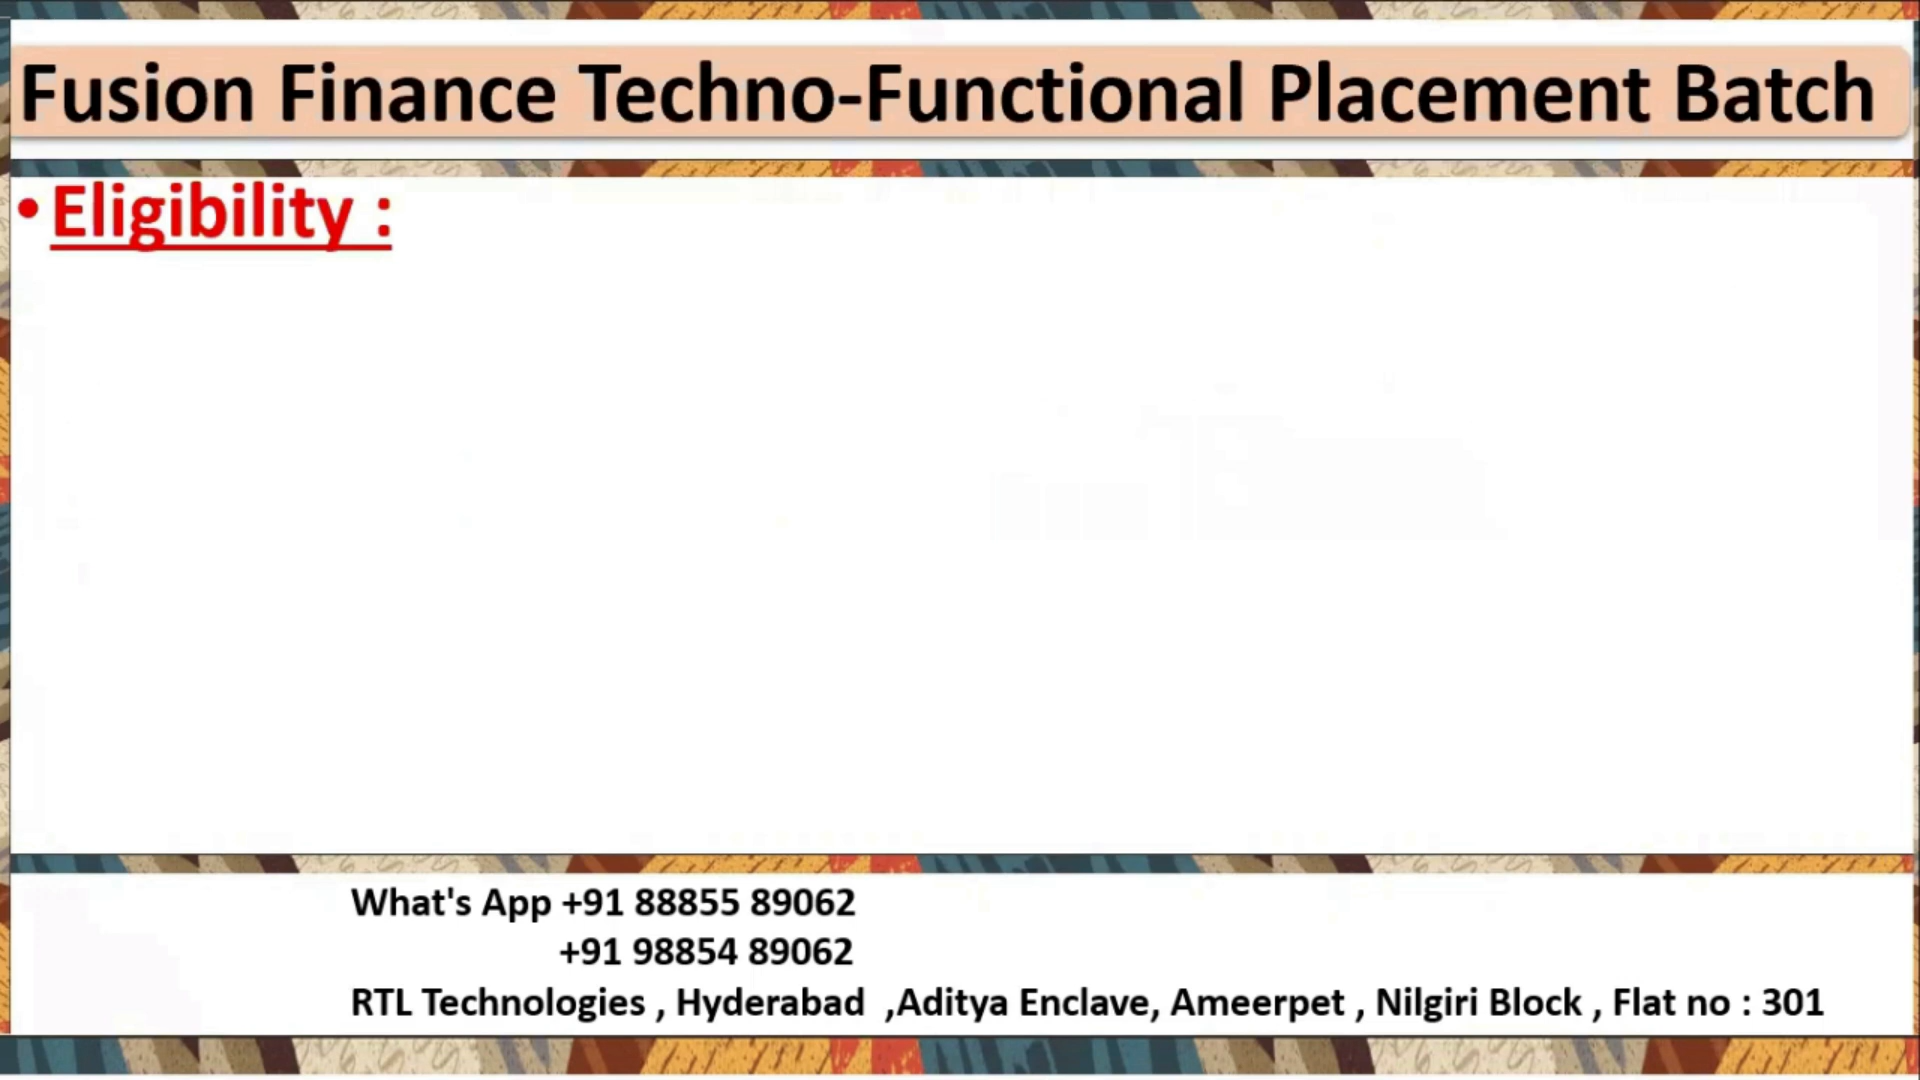 Fusion Finance Techno-Functional Placement Batch
•Eligibility :
What's App +91 88855 89062
+91 98854 89062
RTL Technologies , Hyderabad ,Aditya Enclave, Ameerpet , Nilgiri Block , Flat no : 301